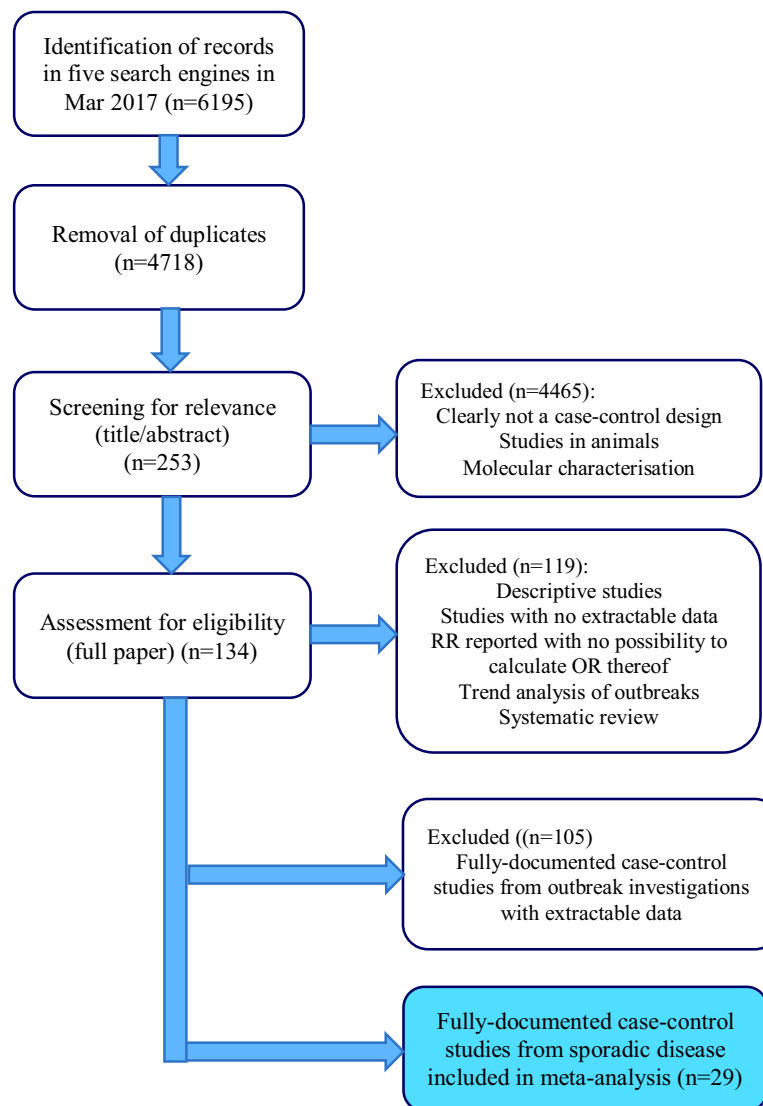 Identification of records
in five search engines in
Mar 2017 (n=6195)
Removal of duplicates
(n=4718)
Screening for relevance
(title/abstract)
(n=253)
Excluded (n=4465):
Clearly not a case-control design
Studies in animals
Molecular characterisation
Assessment for eligibility
(full paper) (n=134)
Excluded (n=119):
Descriptive studies
Studies with no extractable data
RR reported with no possibility to
calculate OR thereof
Trend analysis of outbreaks
Systematic review
Excluded ((n=105)
Fully-documented case-control
studies from outbreak investigations
with extractable data
Fully-documented case-control
studies from sporadic disease
included in meta-analysis (n=29)